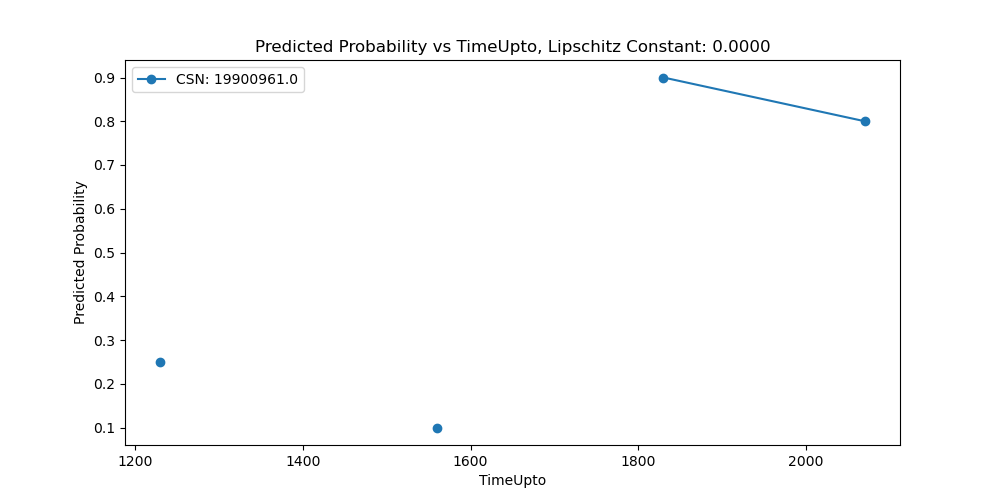 Predicted Probability vs TimeUpto, Lipschitz Constant: 0.0000
CSN: 19900961.0
0.9
0.8
0.7
0.6
0.5
0.4
0.3
0.2
0.1
Predicted Probability
1200 1400 1600 1800 2000
TimeUpto